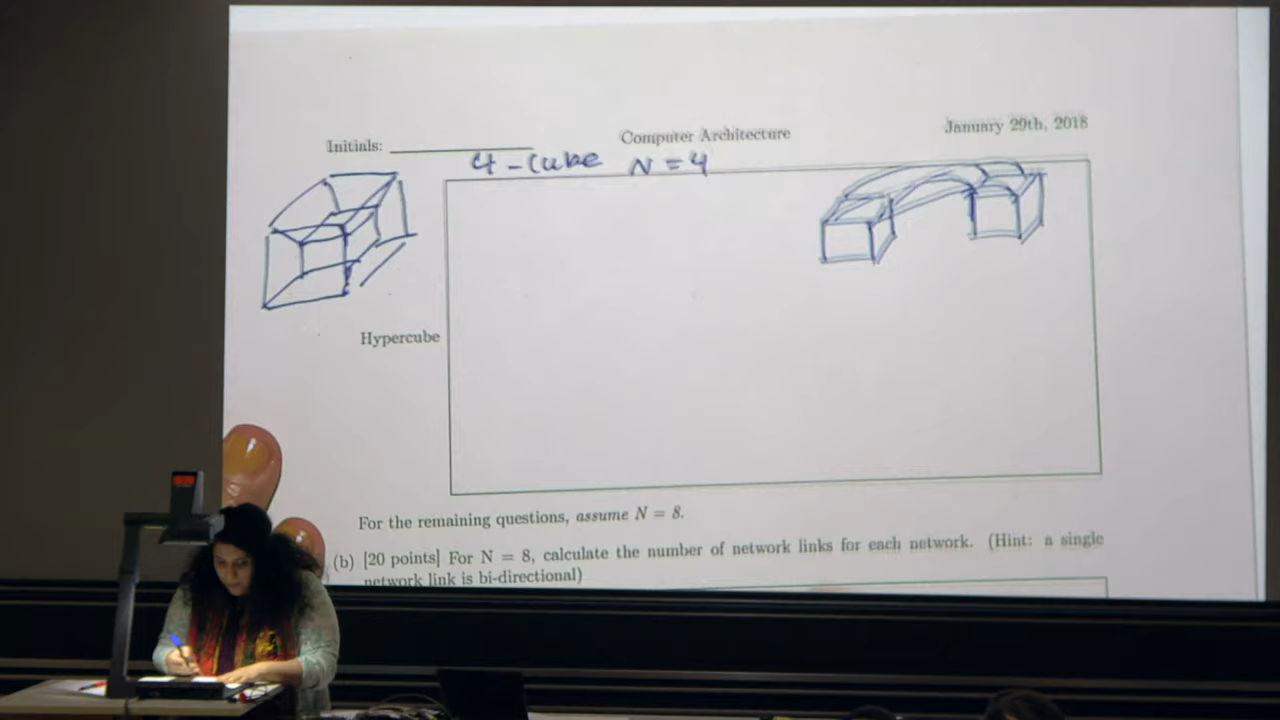 Initials:
Computer Architecture
January 29th, 2018
4-Cube N=4
Hypercube
For the remaining questions, assume N = 8.
(b) [20 points] For N = 8, calculate the number of network links for each network. (Hint: a single
network link is bi-directional)